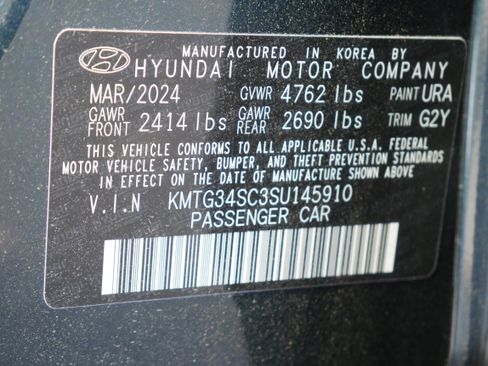 MANUFACTURED IN KOREA BY
HYUNDAI MOTOR COMPANY
MAR/2024 GVWR 4762 lbs PAINT URA
GAWR FRONT 2414 lbs GAWR REAR 2690 lbs TRIM G2Y
THIS VEHICLE CONFORMS TO ALL APPLICABLE U.S.A. FEDERAL
MOTOR VEHICLE SAFETY, BUMPER, AND THEFT PREVENTION
STANDARDS IN EFFECT ON THE DATE OF MANUFACTURE SHOWN ABOVE
V.I.N KMTG34SC3SU145910
PASSENGER CAR